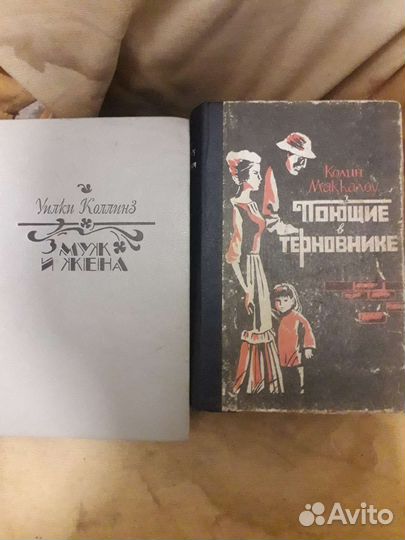 Уилки Коллинз
МУЖ
И ЖЕНА
Колин
Маккалоу
Поющие
в
терновнике
Avito